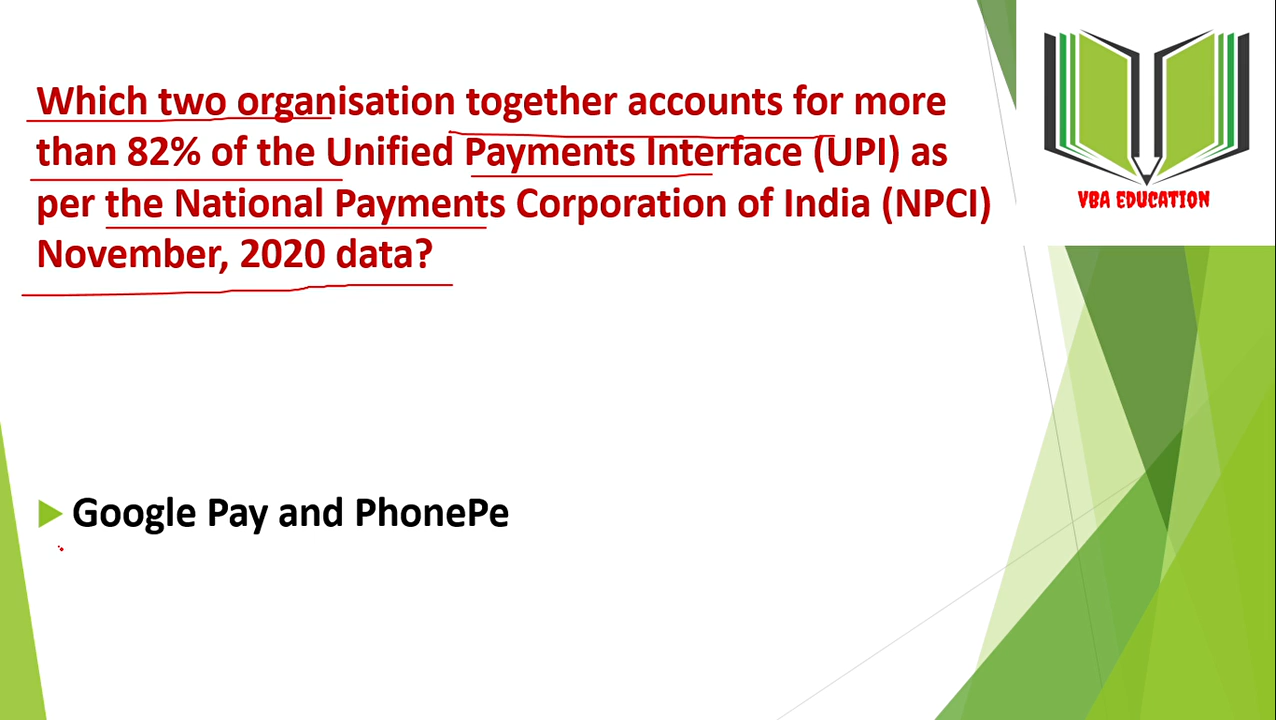 Which two organisation together accounts for more
than 82% of the Unified Payments Interface (UPI) as
per the National Payments Corporation of India (NPCI)
November, 2020 data?
VBA EDUCATION
Google Pay and PhonePe